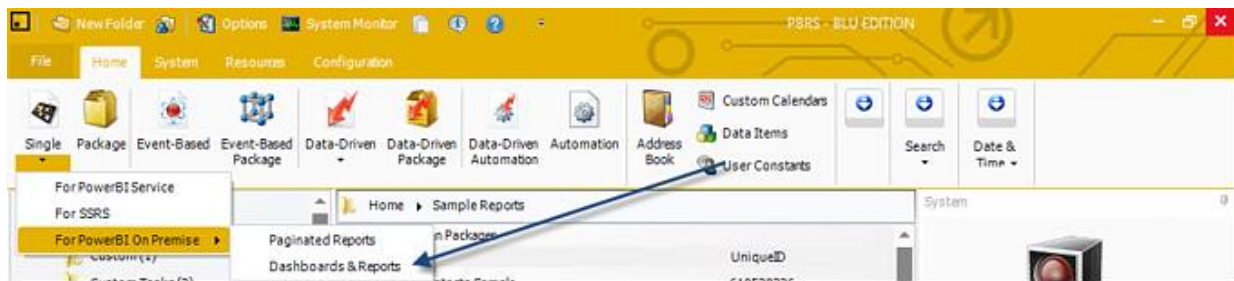 New Folder Options System Monitor PBRS - BLU EDITION
File Home System Resources Configuration
Single Package Event-Based Event-Based Package Data-Driven Data-Driven Package Data-Driven Automation Automation Address Book
Custom Calendars
Data Items
User Constants
Search Date & Time
For PowerBI Service
For SSRS
For PowerBI On Premise
Paginated Reports
Dashboards & Reports
Home Sample Reports
System
UniqueID